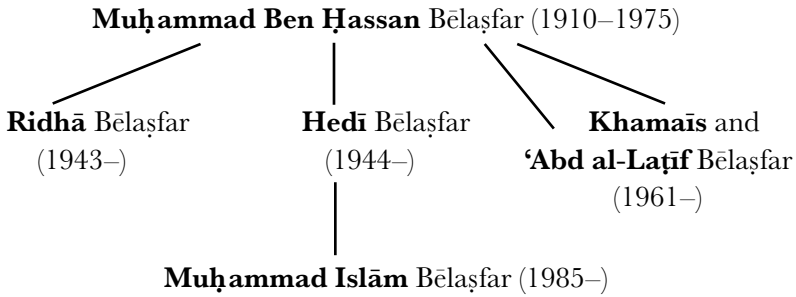 Muḥammad Ben Ḥassan Bēlaṣfar (1910–1975)
Ridhā Bēlaṣfar
(1943–)
Hedī Bēlaṣfar
(1944–)
Khamaīs and
‘Abd al-Laṭīf Bēlaṣfar
(1961–)
Muḥammad Islām Bēlaṣfar (1985–)